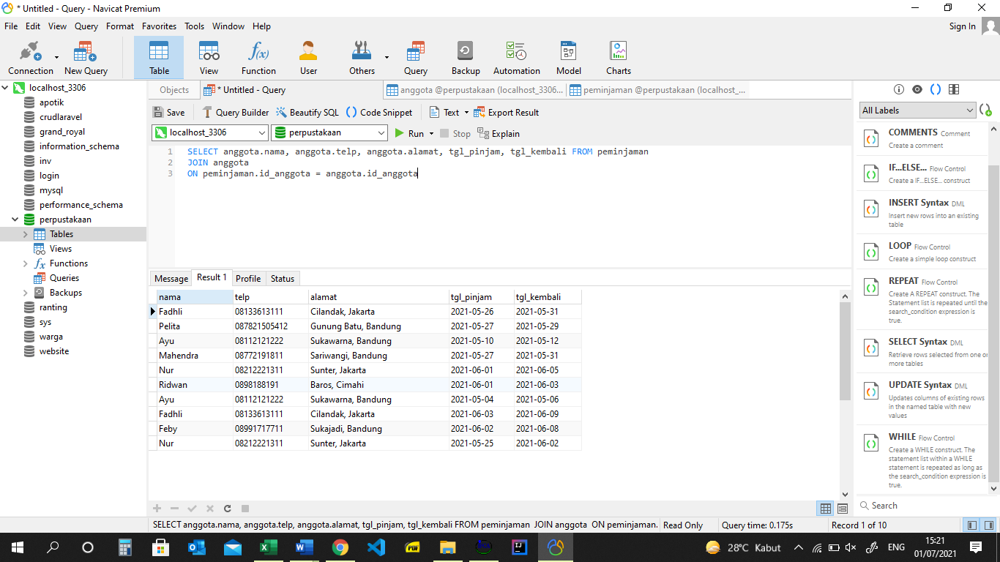 * Untitled - Query - Navicat Premium
File Edit View Query Format Favorites Tools Window Help
Sign In
Connection New Query Table View Function User Others Query Backup Automation Model Charts
f(x)
localhost_3306
apotik
crudlaravel
grand_royal
information_schema
inv
login
mysql
performance_schema
perpustakaan
Tables
Views
fx Functions
Queries
Backups
ranting
sys
warga
website
Objects * Untitled - Query anggota @perpustakaan (localhost_3306... peminjaman @perpustakaan (localhost_...
Save Query Builder Beautify SQL () Code Snippet Text Export Result
localhost_3306 perpustakaan Run Stop Explain
1 SELECT anggota.nama, anggota.telp, anggota.alamat, tgl_pinjam, tgl_kembali FROM peminjaman
2 JOIN anggota
3 ON peminjaman.id_anggota = anggota.id_anggota
Message Result 1 Profile Status
nama telp alamat tgl_pinjam tgl_kembali
Fadhli 08133613111 Cilandak, Jakarta 2021-05-26 2021-05-31
Pelita 087821505412 Gunung Batu, Bandung 2021-05-27 2021-05-29
Ayu 08112121222 Sukawarna, Bandung 2021-05-10 2021-05-12
Mahendra 08772191811 Sariwangi, Bandung 2021-05-27 2021-05-31
Nur 08212221311 Sunter, Jakarta 2021-06-01 2021-06-05
Ridwan 0898188191 Baros, Cimahi 2021-06-01 2021-06-03
Ayu 08112121222 Sukawarna, Bandung 2021-05-04 2021-05-06
Fadhli 08133613111 Cilandak, Jakarta 2021-06-03 2021-06-09
Feby 08991717711 Sukajadi, Bandung 2021-06-02 2021-06-08
Nur 08212221311 Sunter, Jakarta 2021-05-25 2021-06-02
All Labels
COMMENTS Comment
Create a comment
IF...ELSE... Flow Control
Create a IF...ELSE... construct
INSERT Syntax DML
Insert new rows into an existing
table
LOOP Flow Control
Create a simple loop construct
REPEAT Flow Control
Create A REPEAT construct. The
Statement list is repeated until the
search_condition expression is
true.
SELECT Syntax DML
Retrieve rows selected from one or
more tables
UPDATE Syntax DML
Updates columns of existing rows
in the named table with new
values
WHILE Flow Control
Create a WHILE construct. The
statement list within a WHILE
statement is repeated as long as
the search_condition expression is
true.
Search
SELECT anggota.nama, anggota.telp, anggota.alamat, tgl_pinjam, tgl_kembali FROM peminjaman JOIN anggota ON peminjaman. Read Only Query time: 0.175s Record 1 of 10
PDF
28°C Kabut
ENG
15:21
01/07/2021